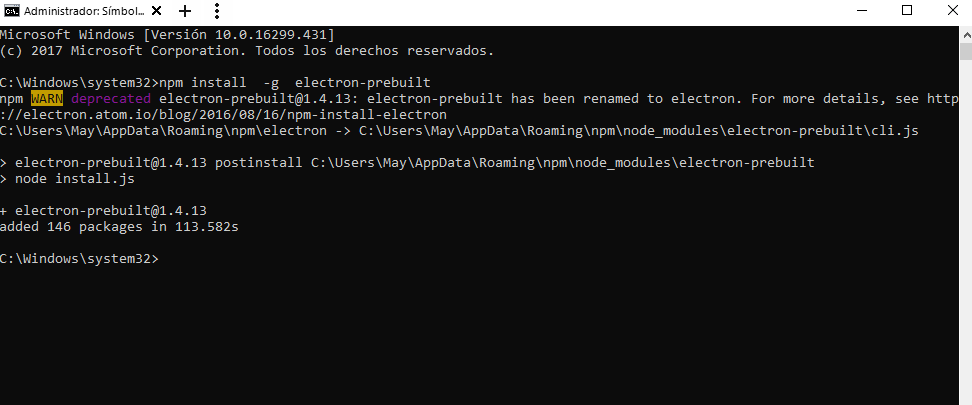 Administrador: Símbol...
Microsoft Windows [Versión 10.0.16299.431]
(c) 2017 Microsoft Corporation. Todos los derechos reservados.
C:\Windows\system32>npm install  -g  electron-prebuilt
npm WARN deprecated electron-prebuilt@1.4.13: electron-prebuilt has been renamed to electron. For more details, see http
://electron.atom.io/blog/2016/08/16/npm-install-electron
C:\Users\May\AppData\Roaming\npm\electron -> C:\Users\May\AppData\Roaming\npm\node_modules\electron-prebuilt\cli.js
> electron-prebuilt@1.4.13 postinstall C:\Users\May\AppData\Roaming\npm\node_modules\electron-prebuilt
> node install.js
+ electron-prebuilt@1.4.13
added 146 packages in 113.582s
C:\Windows\system32>